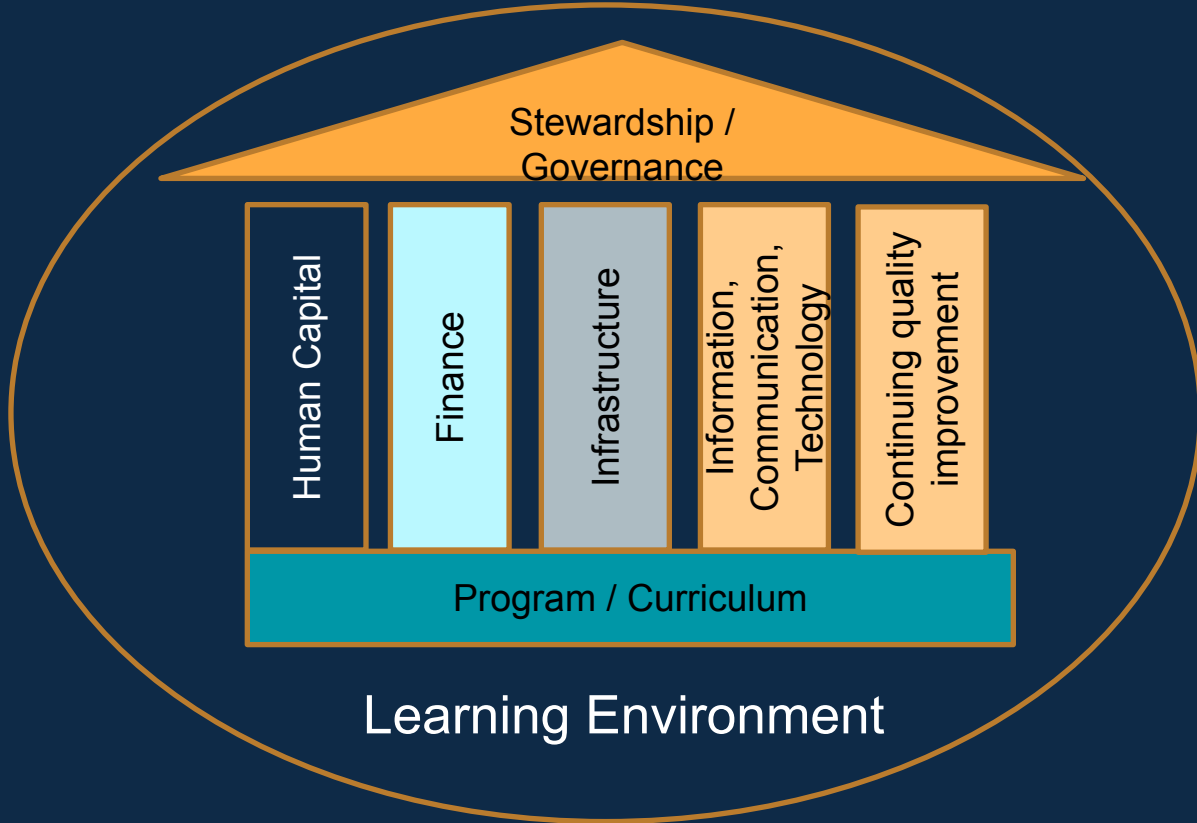 Stewardship /
Governance
Human Capital
Finance
Infrastructure
Information,
Communication,
Technology
Continuing quality
improvement
Program / Curriculum
Learning Environment